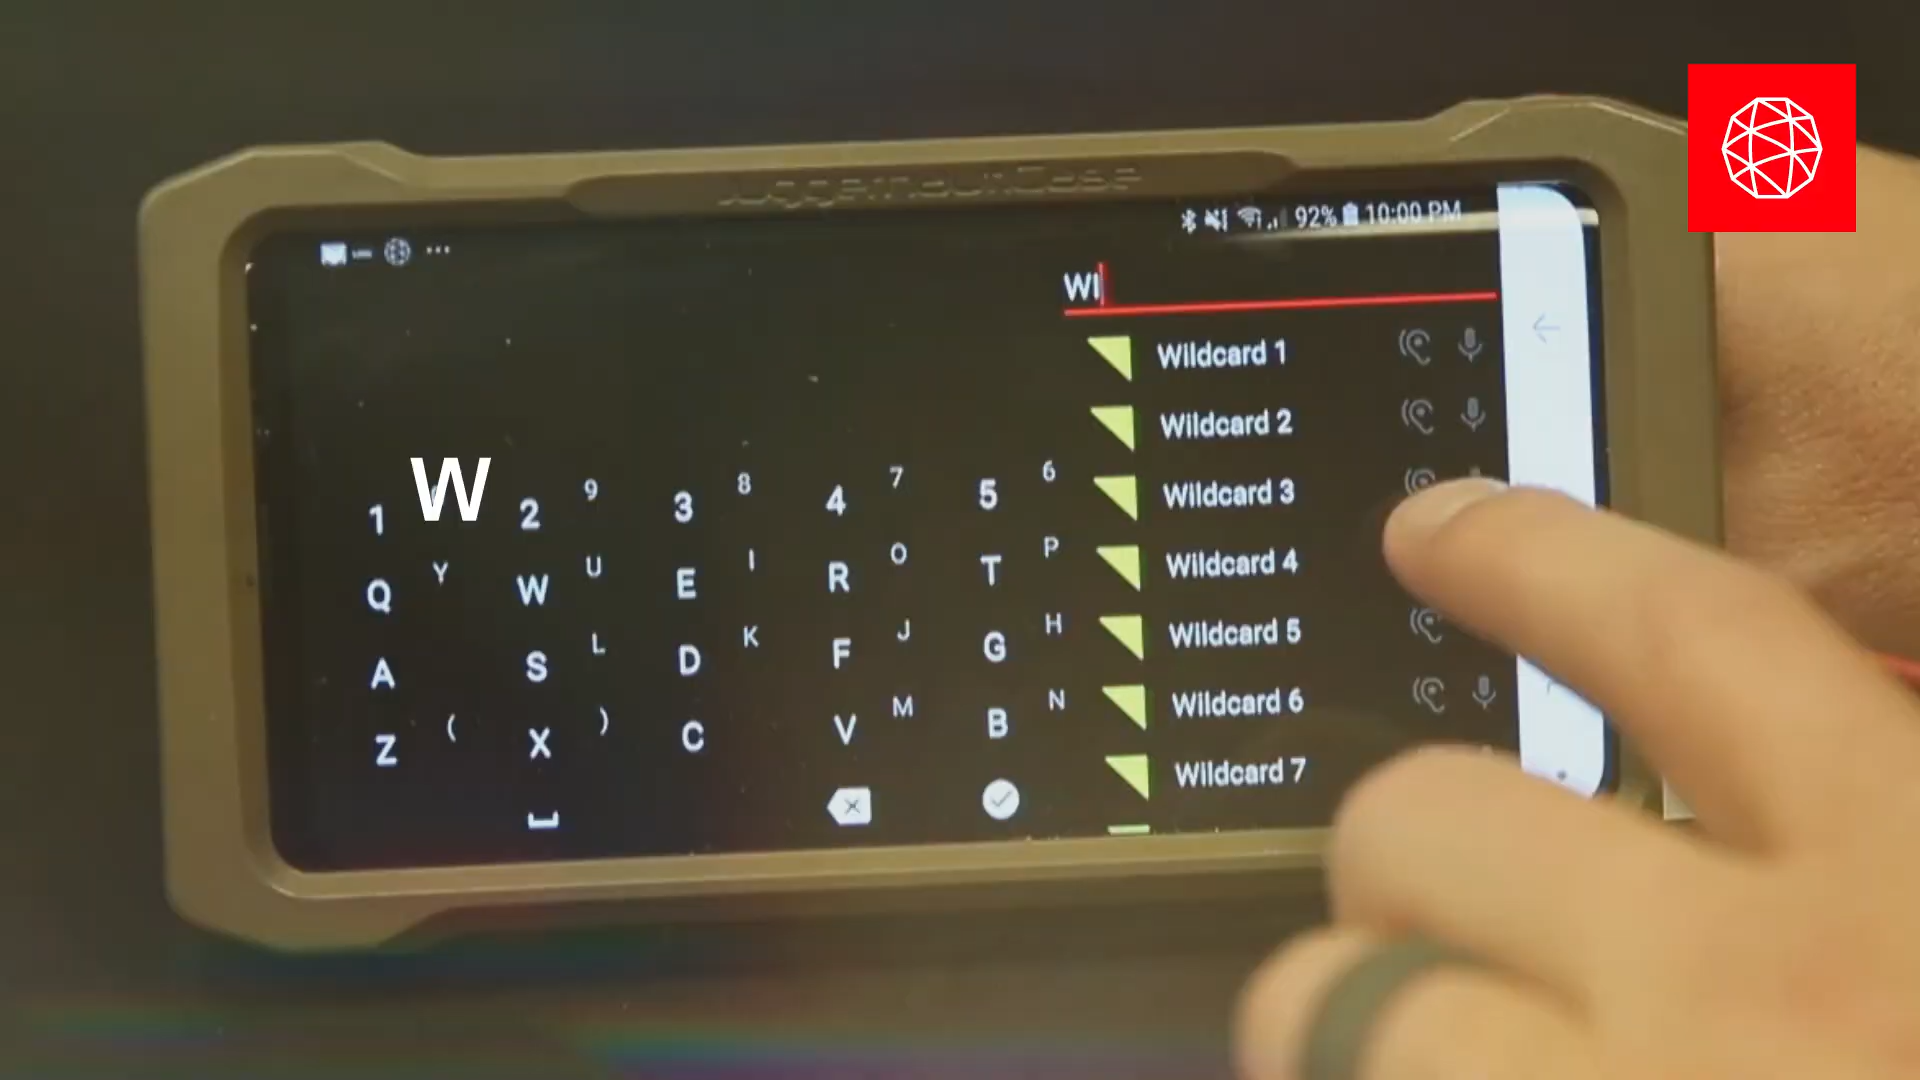 JuggernautCase
92% 10:00 PM
WI
Wildcard 1
Wildcard 2
Wildcard 3
Wildcard 4
Wildcard 5
Wildcard 6
Wildcard 7
W
1 2 9 3 8 4 7 5 6
Q Y W U E I R O T P
A S L D K F J G H
Z ( X ) C V M B N